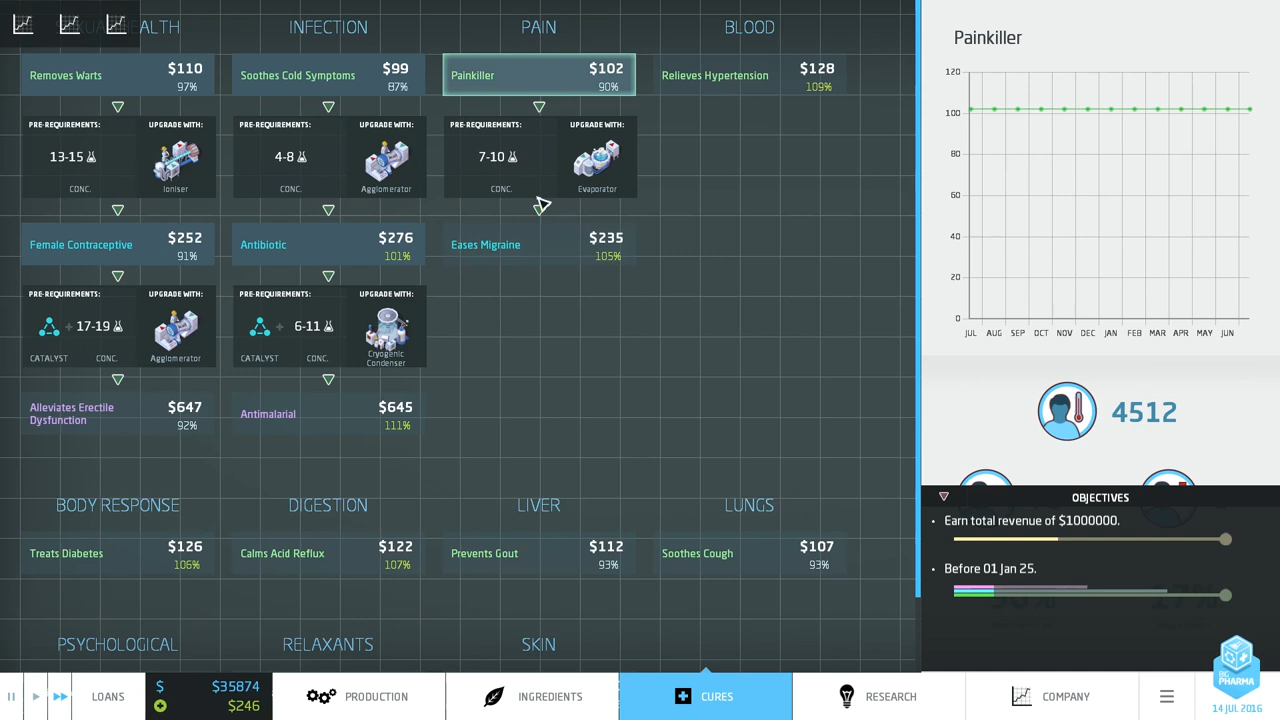 SEXUAL HEALTH
INFECTION
PAIN
BLOOD
Removes Warts
$110
97%
Soothes Cold Symptoms
$99
87%
Painkiller
$102
90%
Relieves Hypertension
$128
109%
PRE-REQUIREMENTS:
UPGRADE WITH:
13-15
CONC.
Ioniser
PRE-REQUIREMENTS:
UPGRADE WITH:
4-8
CONC.
Agglomerator
PRE-REQUIREMENTS:
UPGRADE WITH:
7-10
CONC.
Evaporator
Female Contraceptive
$252
91%
Antibiotic
$276
101%
Eases Migraine
$235
105%
PRE-REQUIREMENTS:
UPGRADE WITH:
+ 17-19
CATALYST
CONC.
Agglomerator
PRE-REQUIREMENTS:
UPGRADE WITH:
+ 6-11
CATALYST
CONC.
Cryogenic
Condenser
Alleviates Erectile
Dysfunction
$647
92%
Antimalarial
$645
111%
BODY RESPONSE
DIGESTION
LIVER
LUNGS
Treats Diabetes
$126
106%
Calms Acid Reflux
$122
107%
Prevents Gout
$112
93%
Soothes Cough
$107
93%
PSYCHOLOGICAL
RELAXANTS
SKIN
Painkiller
120
100
80
60
40
20
0
JUL
AUG
SEP
OCT
NOV
DEC
JAN
FEB
MAR
APR
MAY
JUN
4512
OBJECTIVES
• Earn total revenue of $1000000.
• Before 01 Jan 25.
LOANS
$
$35874
$246
PRODUCTION
INGREDIENTS
CURES
RESEARCH
COMPANY
BIG
PHARMA
14 JUL 2016